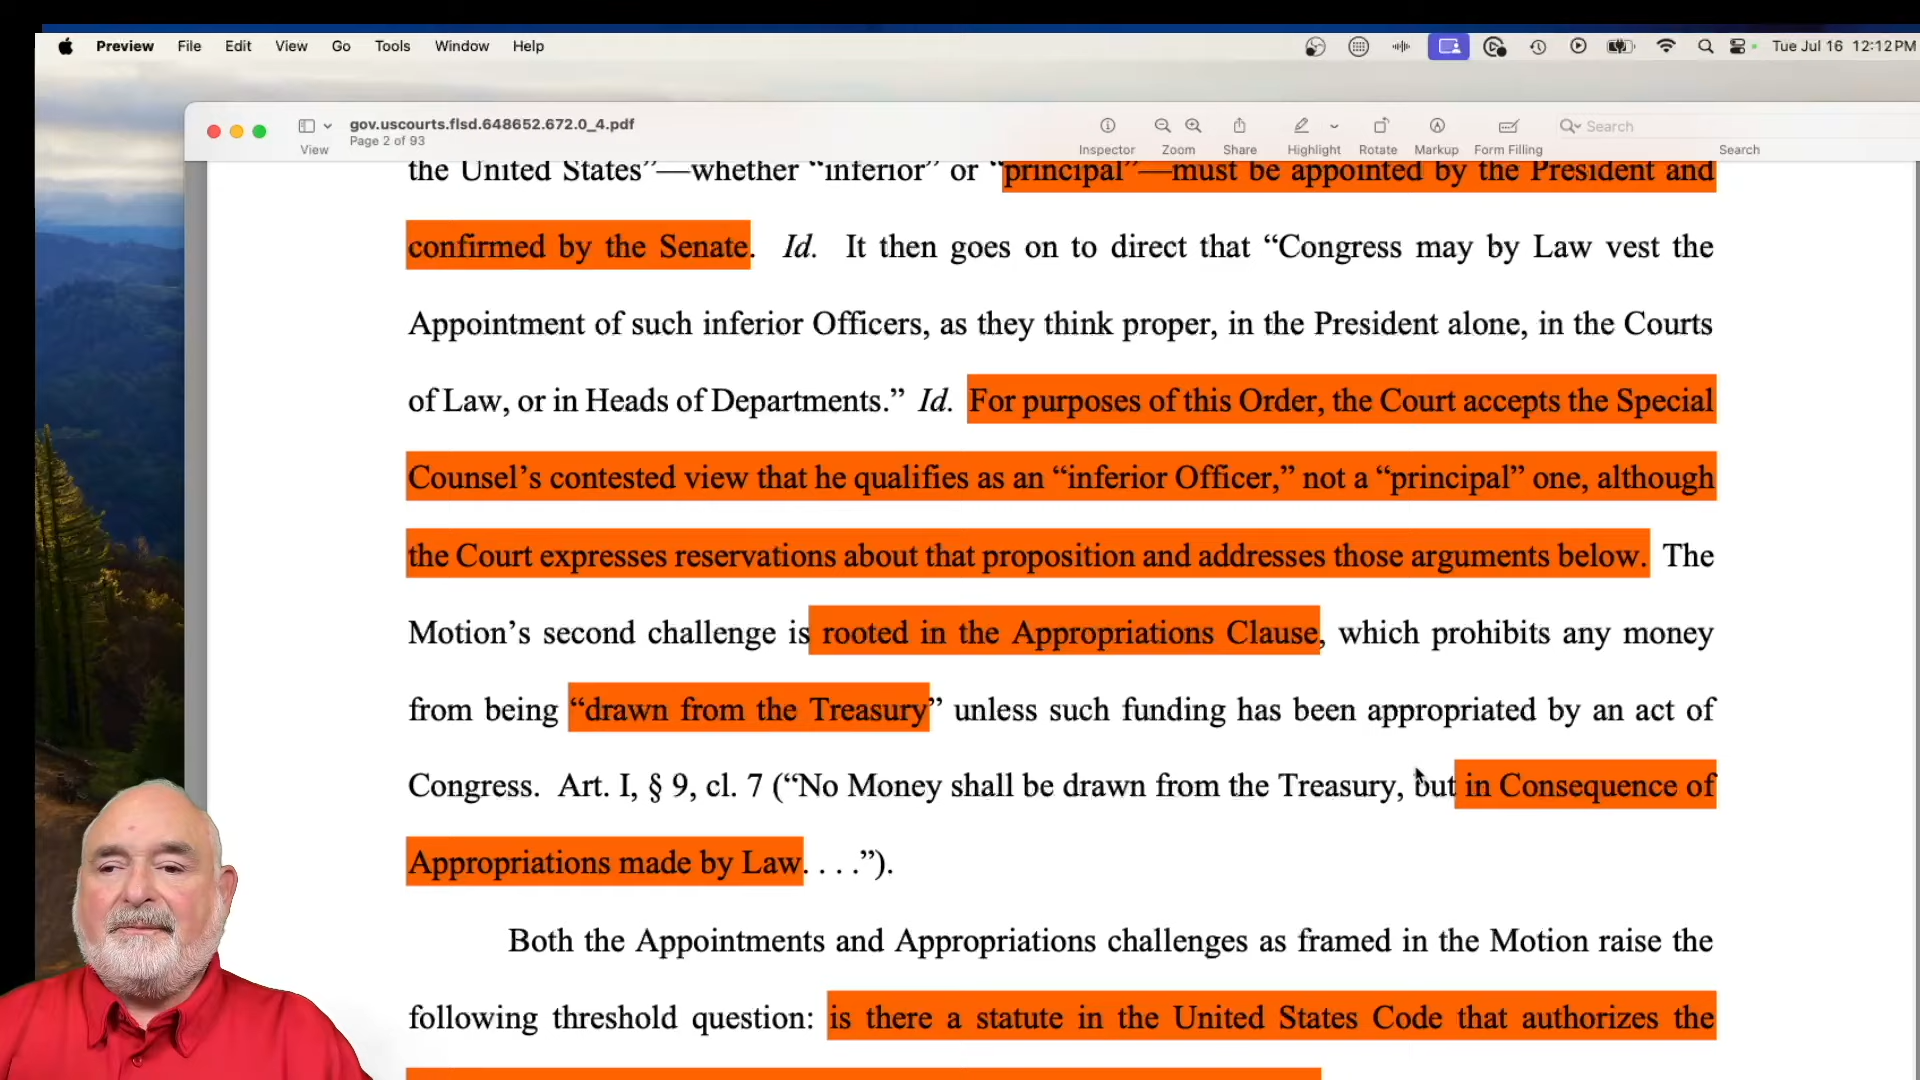 Preview File Edit View Go Tools Window Help Tue Jul 16 12:12 PM
gov.uscourts.flsd.648652.672.0_4.pdf
Page 2 of 93
Search
View Inspector Zoom Share Highlight Rotate Markup Form Filling Search
the United States”—whether “inferior” or “principal”—must be appointed by the President and
confirmed by the Senate. Id. It then goes on to direct that “Congress may by Law vest the
Appointment of such inferior Officers, as they think proper, in the President alone, in the Courts
of Law, or in Heads of Departments.” Id. For purposes of this Order, the Court accepts the Special
Counsel’s contested view that he qualifies as an “inferior Officer,” not a “principal” one, although
the Court expresses reservations about that proposition and addresses those arguments below. The
Motion’s second challenge is rooted in the Appropriations Clause, which prohibits any money
from being “drawn from the Treasury” unless such funding has been appropriated by an act of
Congress. Art. I, § 9, cl. 7 (“No Money shall be drawn from the Treasury, but in Consequence of
Appropriations made by Law. . . .”).
Both the Appointments and Appropriations challenges as framed in the Motion raise the
following threshold question: is there a statute in the United States Code that authorizes the